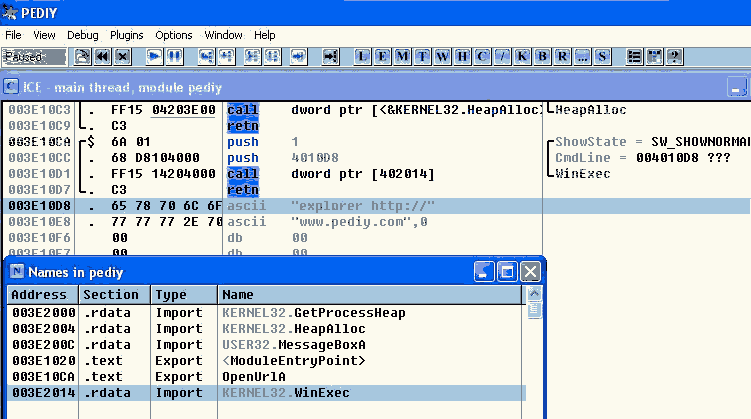 PEDIY
File View Debug Plugins Options Window Help
Paused L E M T W H C / K B R ... S ?
C ICE - main thread, module pediy
003E10C3 . FF15 04203E00 call dword ptr [<&KERNEL32.HeapAlloc> HeapAlloc
003E10C9 . C3 retn
003E10CA $ 6A 01 push 1 ShowState = SW_SHOWNORMA
003E10CC . 68 D8104000 push 4010D8 CmdLine = 004010D8 ???
003E10D1 . FF15 14204000 call dword ptr [402014] WinExec
003E10D7 . C3 retn
003E10D8 . 65 78 70 6C 6F ascii "explorer http://"
003E10E8 . 77 77 77 2E 70 ascii "www.pediy.com",0
003E10F6 00 db 00
003E10F7 00 db 00
N Names in pediy
Address Section Type Name
003E2000 .rdata Import KERNEL32.GetProcessHeap
003E2004 .rdata Import KERNEL32.HeapAlloc
003E200C .rdata Import USER32.MessageBoxA
003E1020 .text Export <ModuleEntryPoint>
003E10CA .text Export OpenUrlA
003E2014 .rdata Import KERNEL32.WinExec